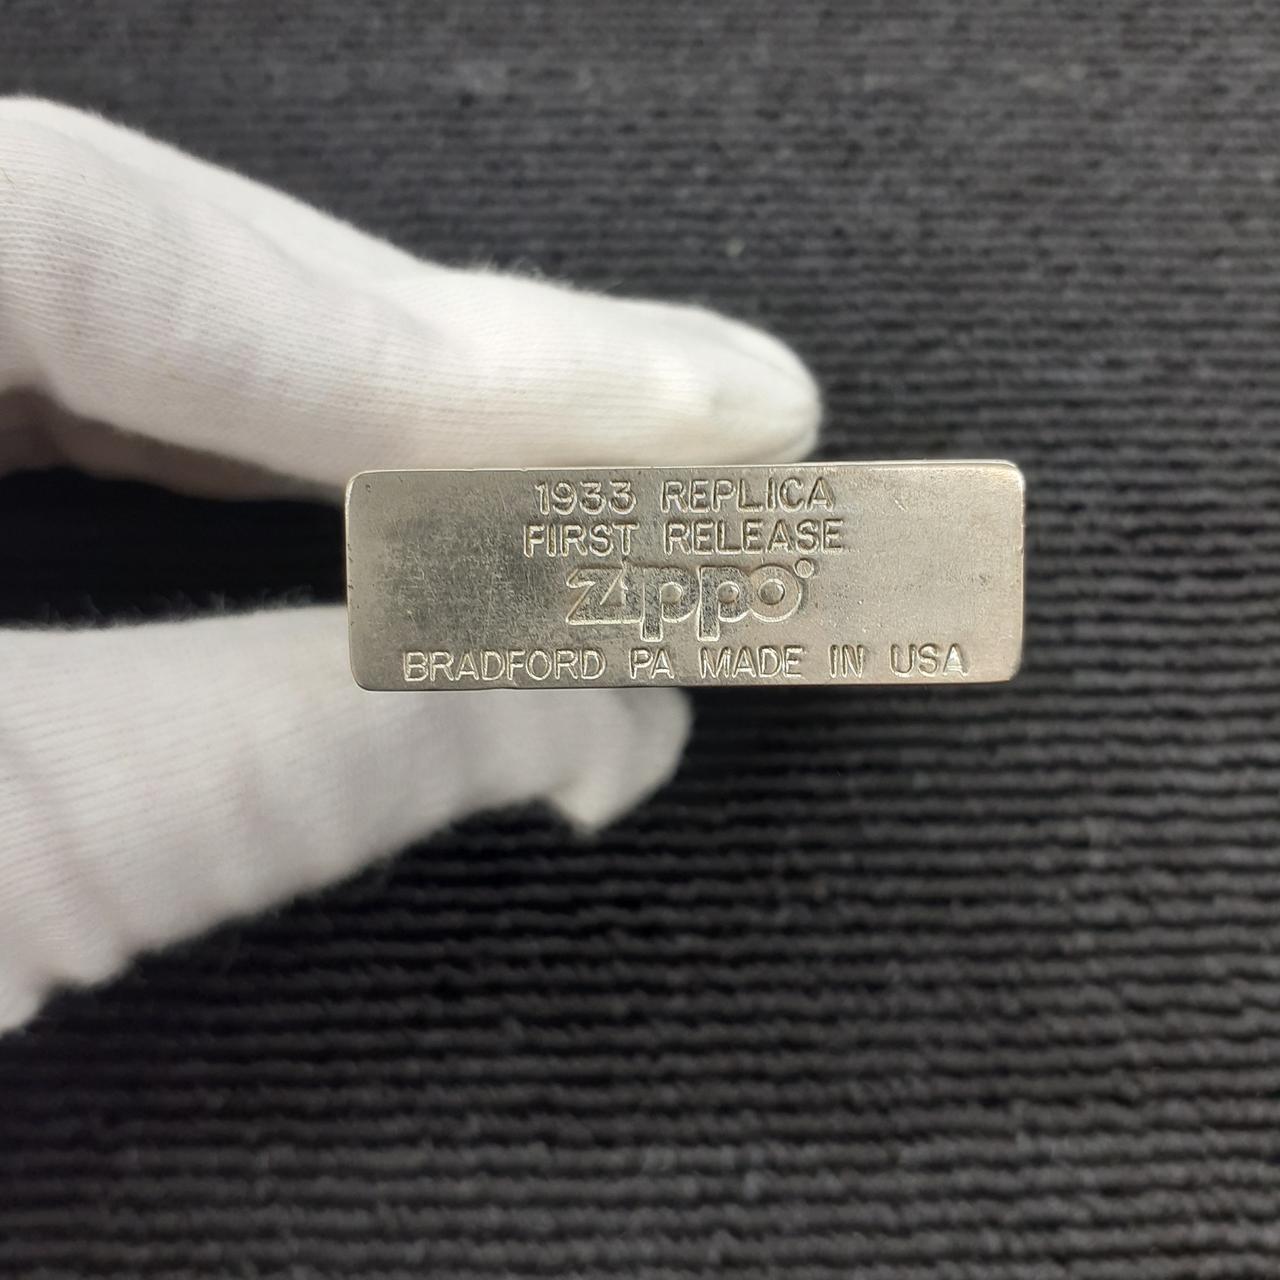 1933 REPLICA
FIRST RELEASE
Zippo®
BRADFORD PA MADE IN USA